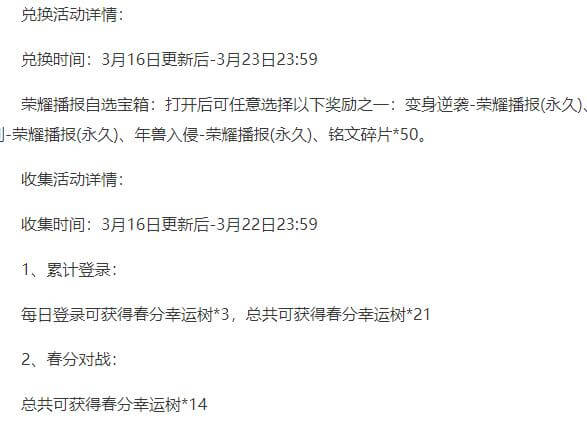 兑换活动详情：
兑换时间：3月16日更新后-3月23日23:59
荣耀播报自选宝箱：打开后可任意选择以下奖励之一：变身逆袭-荣耀播报(永久)、
-荣耀播报(永久)、年兽入侵-荣耀播报(永久)、铭文碎片*50。
收集活动详情：
收集时间：3月16日更新后-3月22日23:59
1、累计登录：
每日登录可获得春分幸运树*3，总共可获得春分幸运树*21
2、春分对战：
总共可获得春分幸运树*14